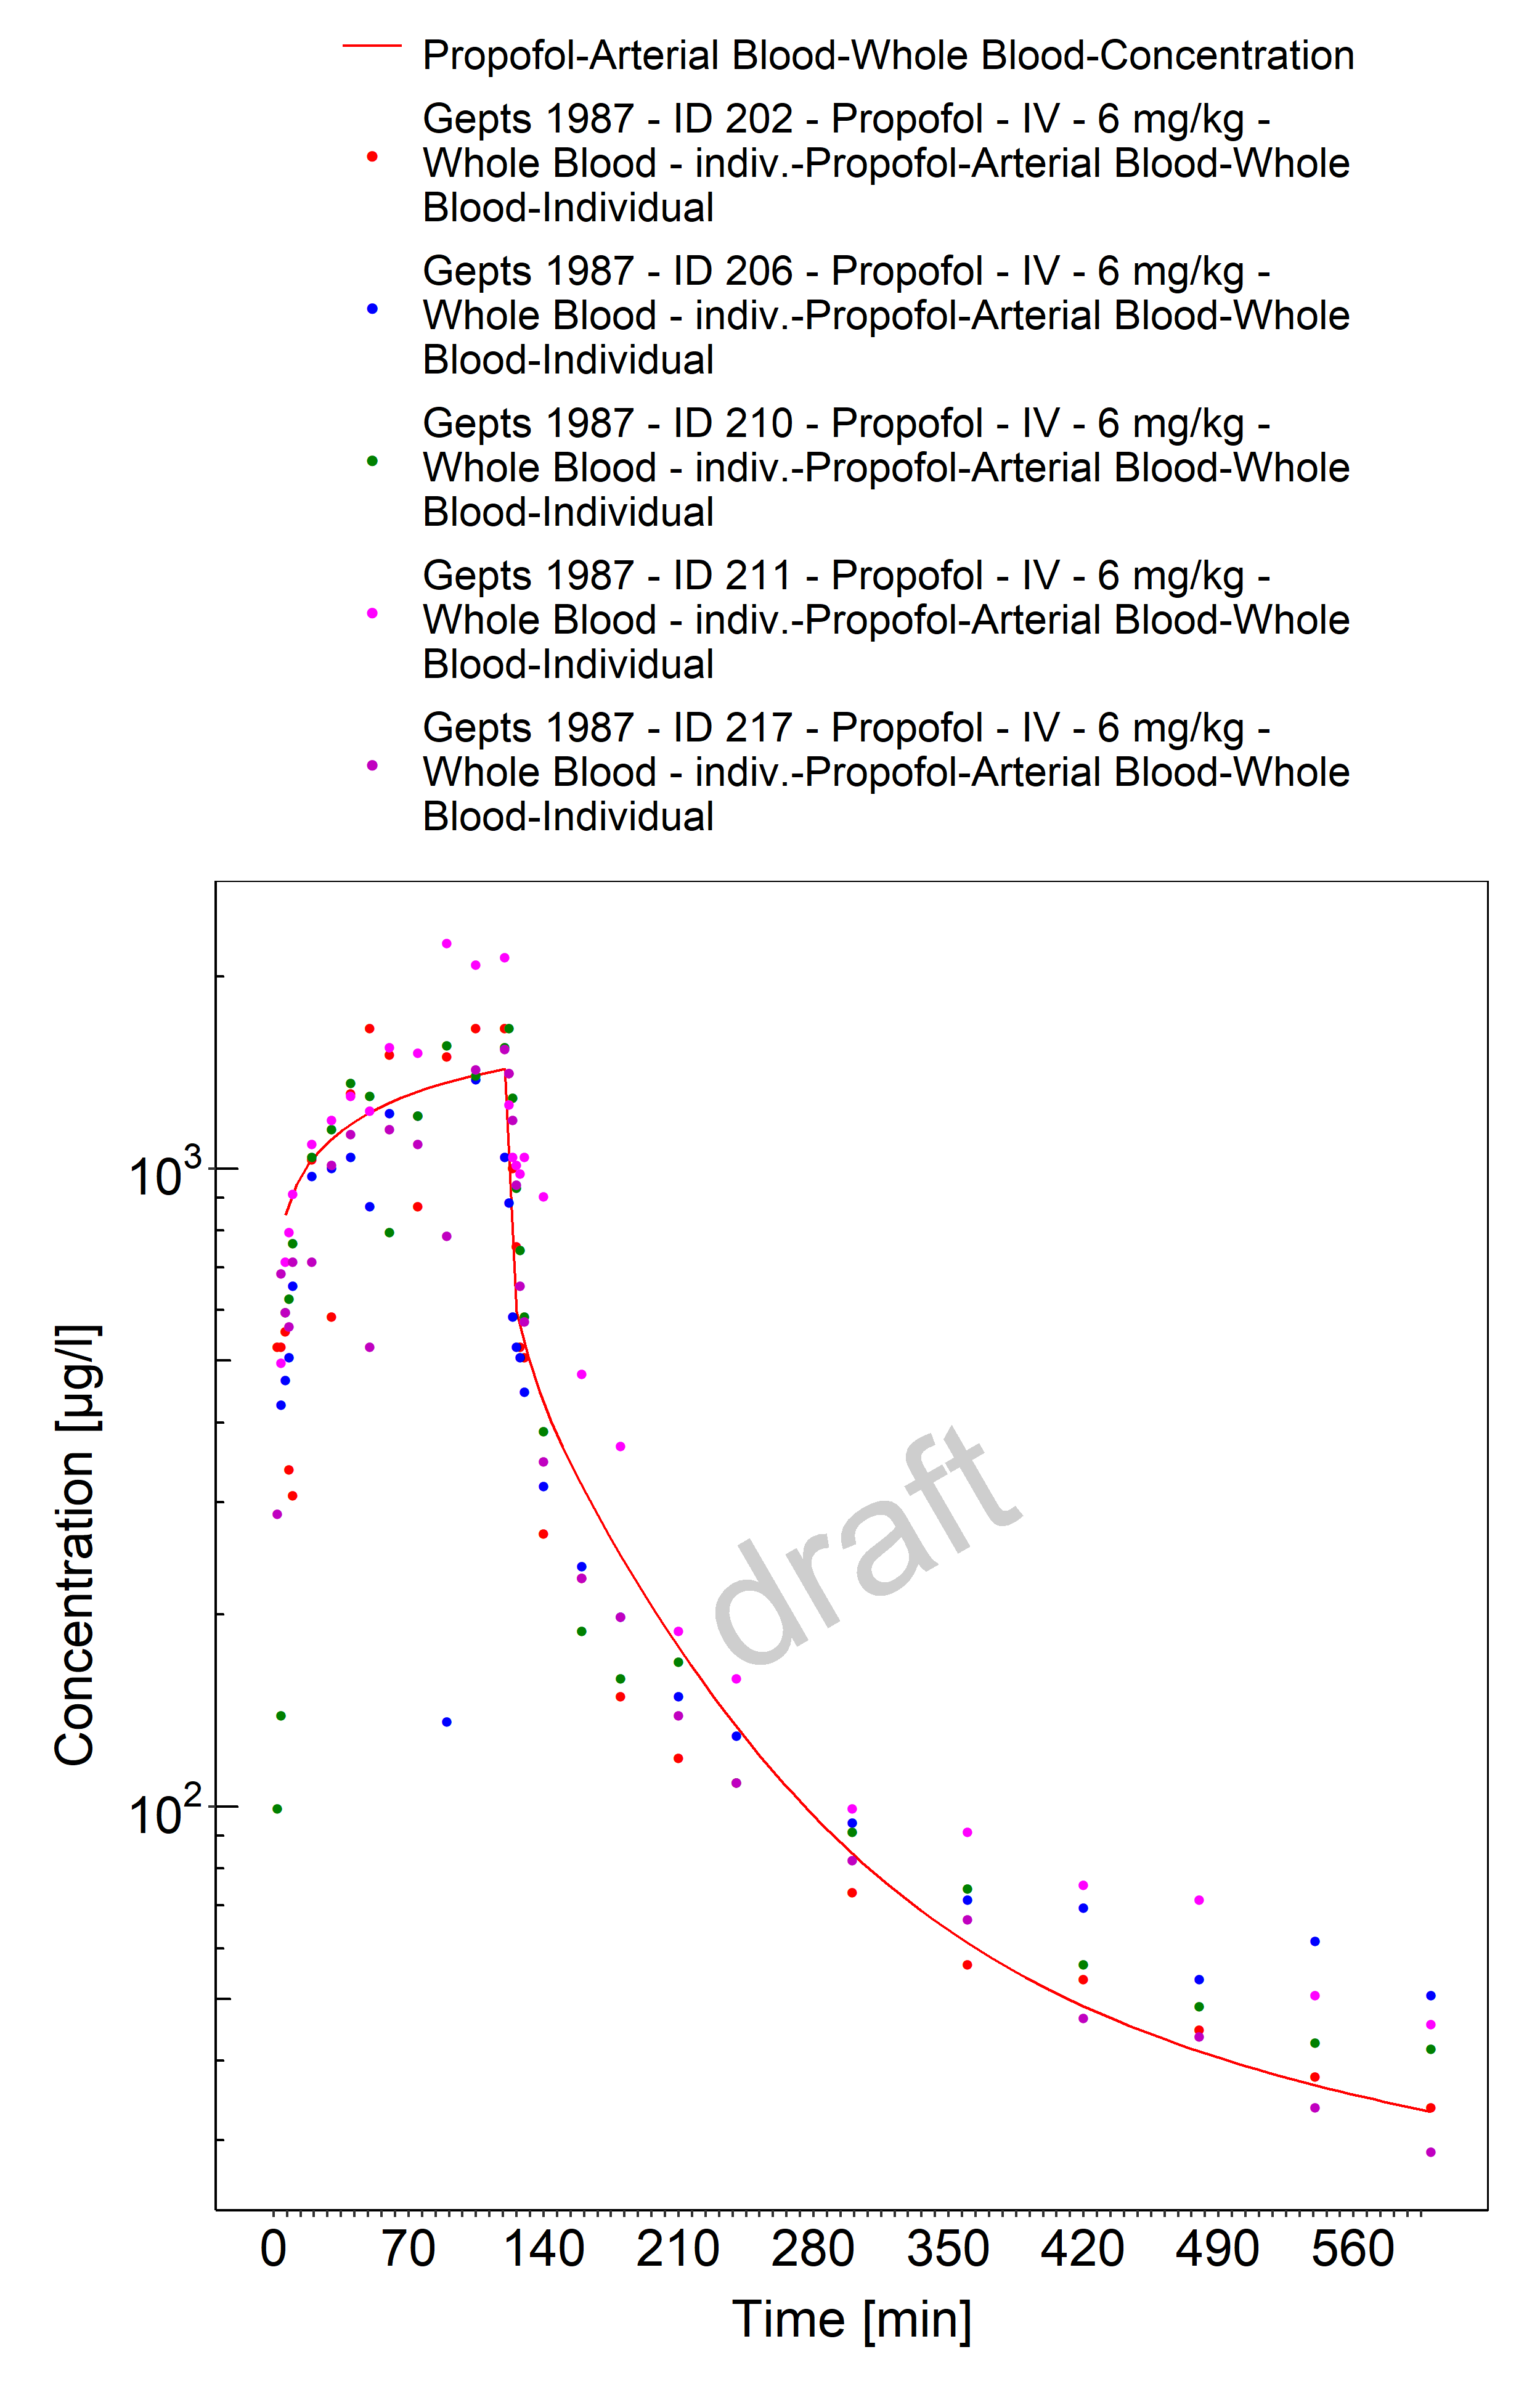 Propofol-Arterial Blood-Whole Blood-Concentration
Gepts 1987 - ID 202 - Propofol - IV - 6 mg/kg -
Whole Blood - indiv.-Propofol-Arterial Blood-Whole
Blood-Individual
Gepts 1987 - ID 206 - Propofol - IV - 6 mg/kg -
Whole Blood - indiv.-Propofol-Arterial Blood-Whole
Blood-Individual
Gepts 1987 - ID 210 - Propofol - IV - 6 mg/kg -
Whole Blood - indiv.-Propofol-Arterial Blood-Whole
Blood-Individual
Gepts 1987 - ID 211 - Propofol - IV - 6 mg/kg -
Whole Blood - indiv.-Propofol-Arterial Blood-Whole
Blood-Individual
Gepts 1987 - ID 217 - Propofol - IV - 6 mg/kg -
Whole Blood - indiv.-Propofol-Arterial Blood-Whole
Blood-Individual
10³
10²
Concentration [µg/l]
draft
0 70 140 210 280 350 420 490 560
Time [min]